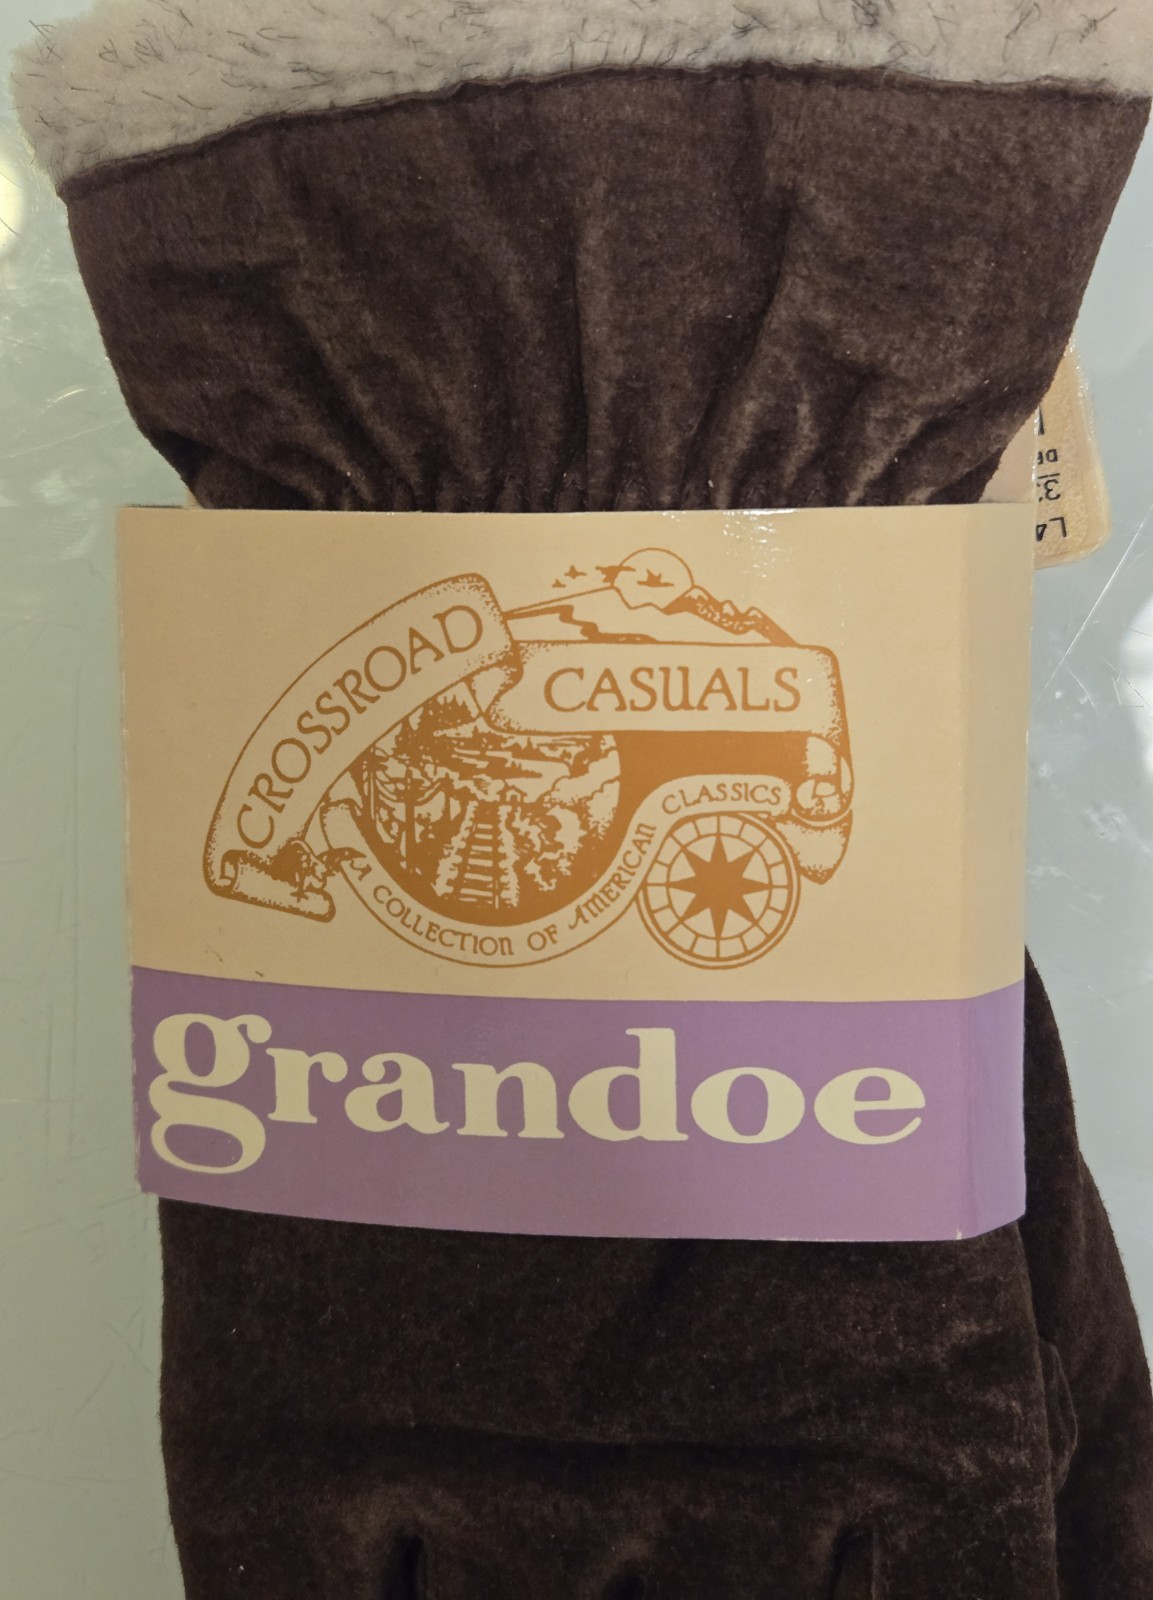 CROSSROAD
CASUALS
A COLLECTION OF AMERICAN CLASSICS
grandoe